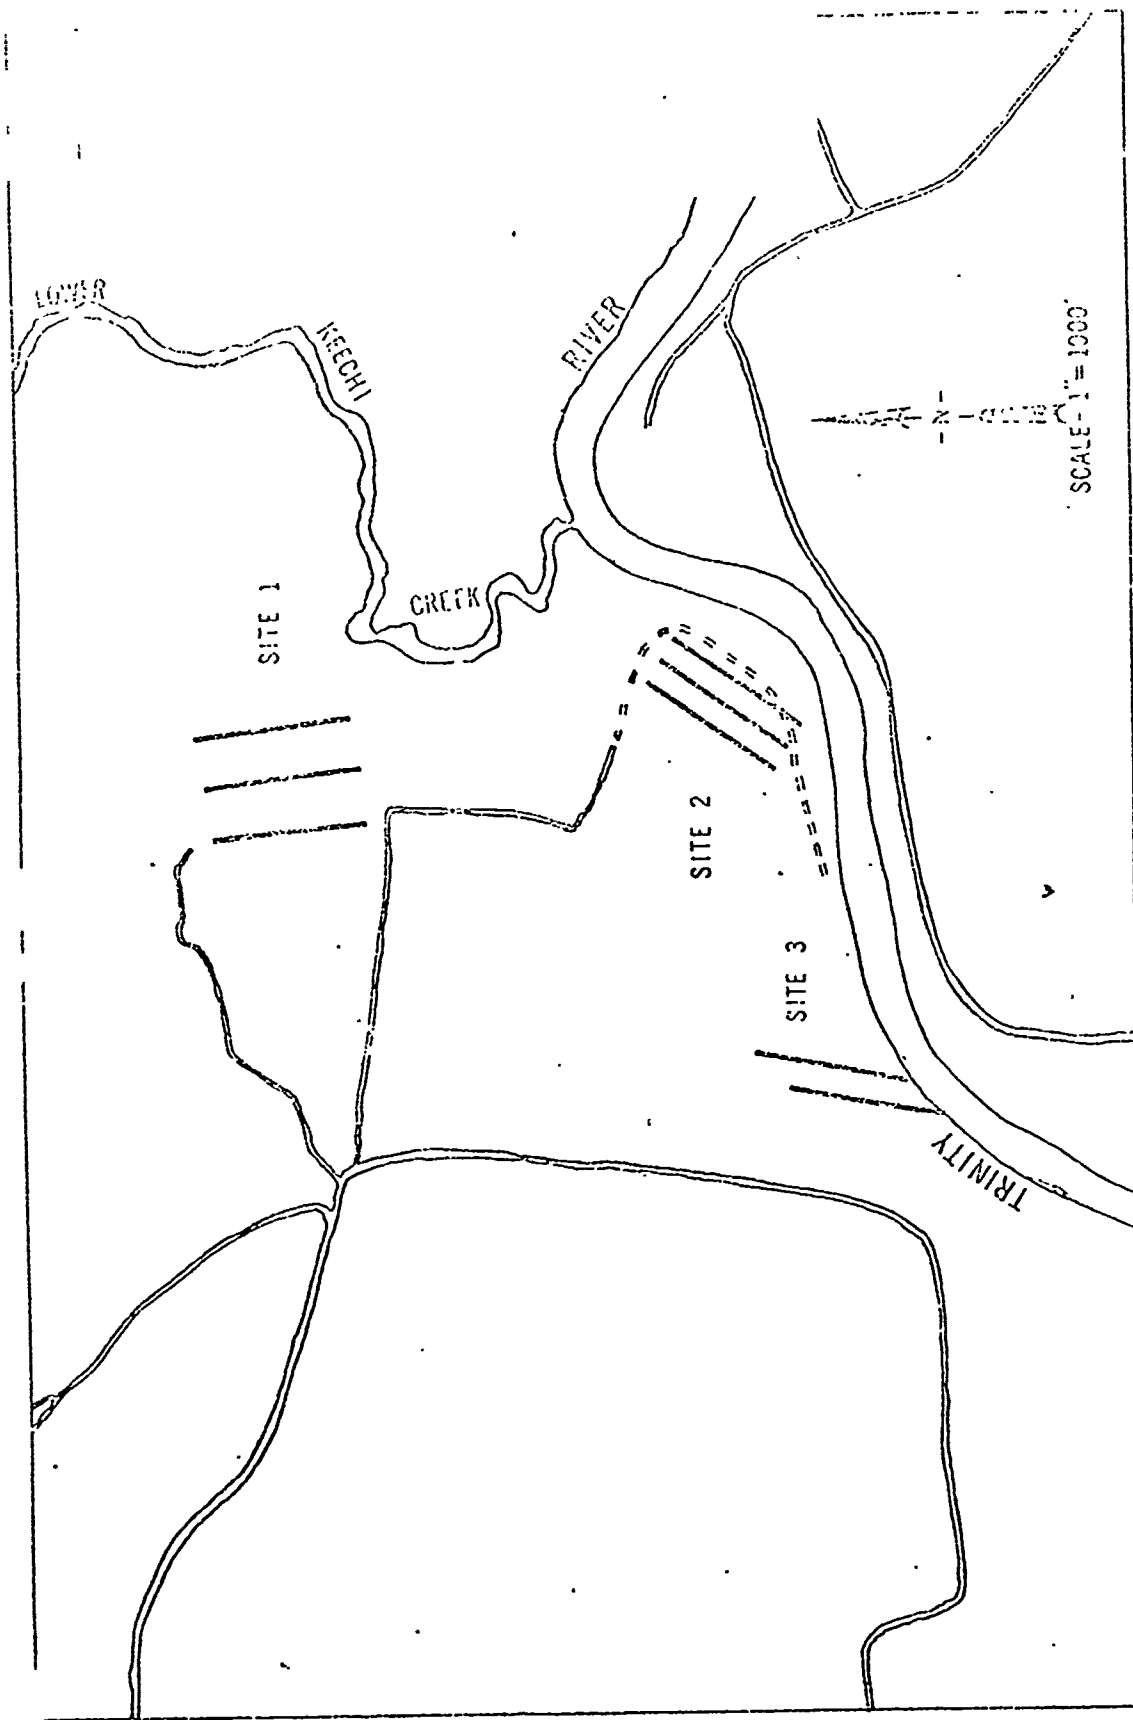 LOWER
KEECHI
CREEK
RIVER
SITE 1
SITE 2
SITE 3
TRINITY
-N-
SCALE - 1" = 1000'